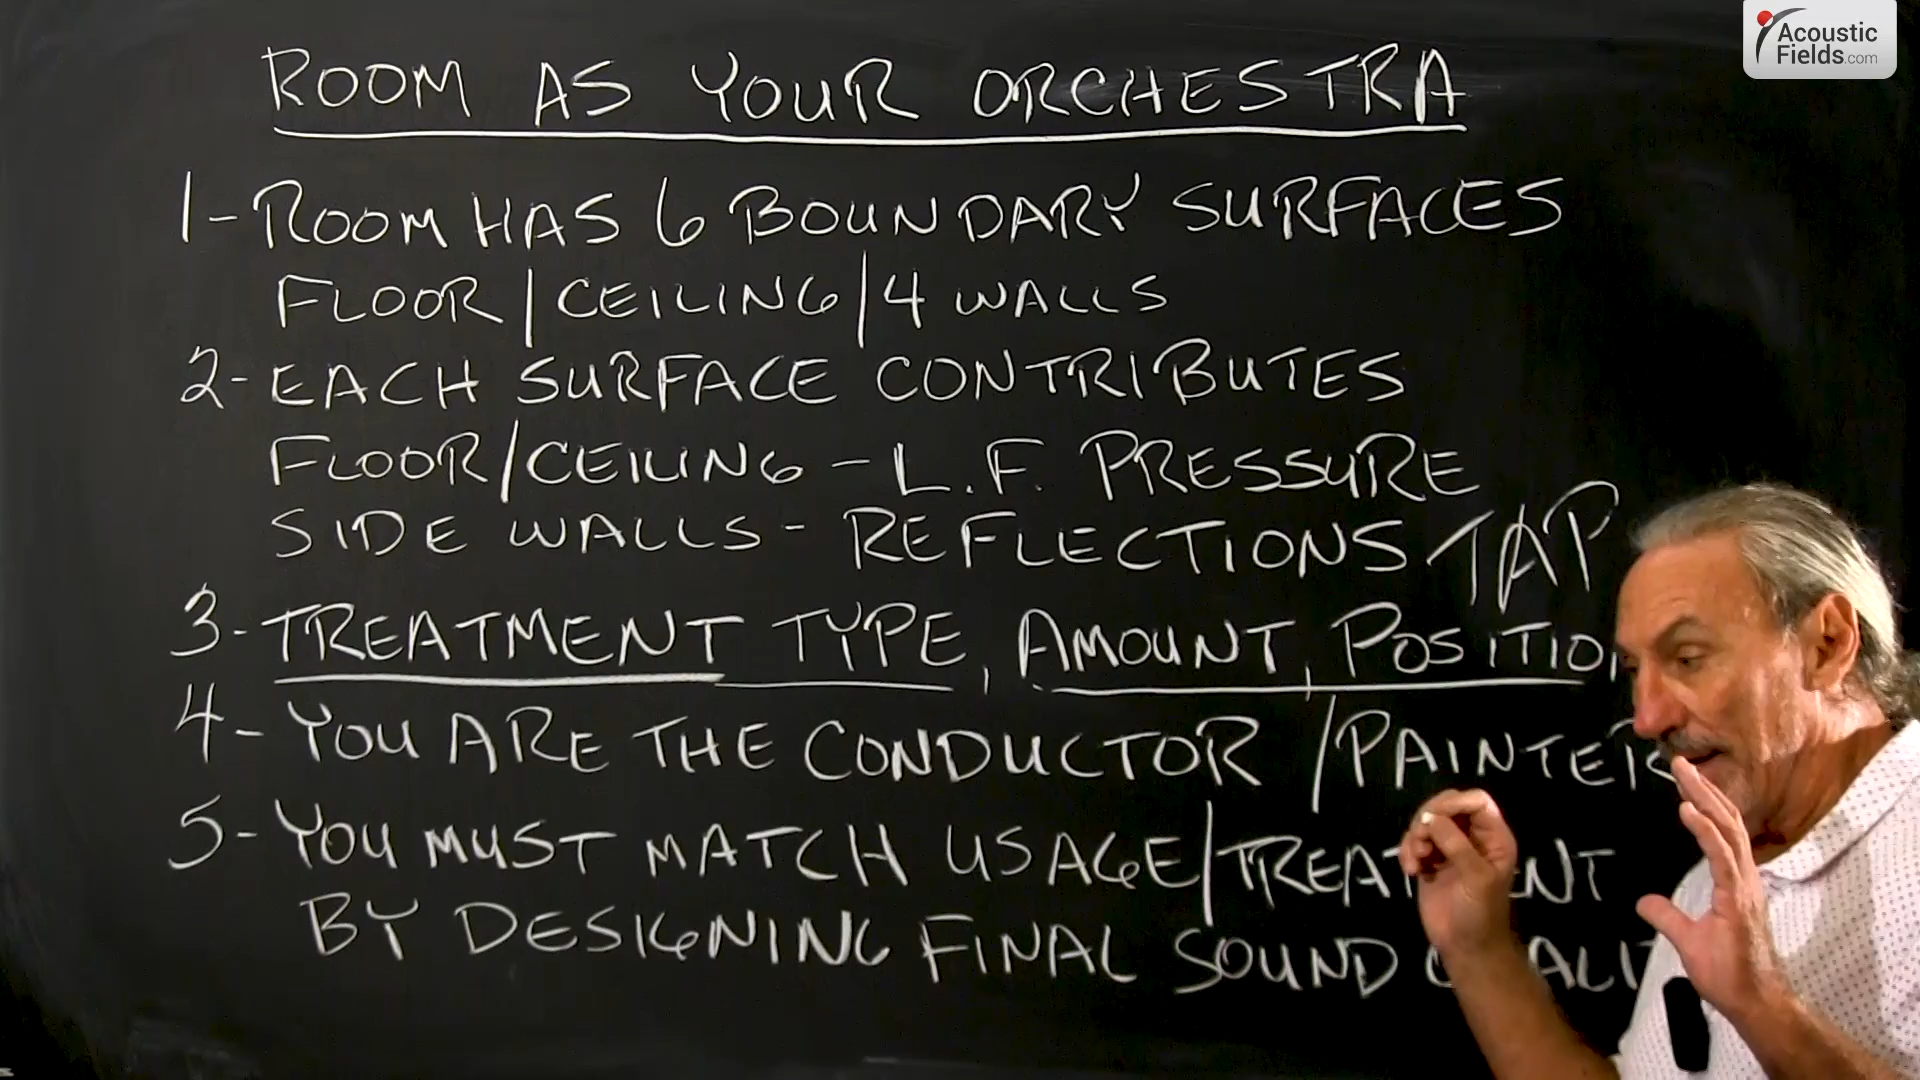 Acoustic
Fields.com
ROOM AS YOUR ORCHESTRA
1- ROOM HAS 6 BOUNDARY SURFACES
FLOOR/CEILING/4 WALLS
2- EACH SURFACE CONTRIBUTES
FLOOR/CEILING - L.F. PRESSURE
SIDE WALLS - REFLECTIONS TAP
3- TREATMENT TYPE, AMOUNT, POSITIO
4- YOU ARE THE CONDUCTOR/PAINTER
5- YOU MUST MATCH USAGE/TREATMENT
BY DESIGNING FINAL SOUND